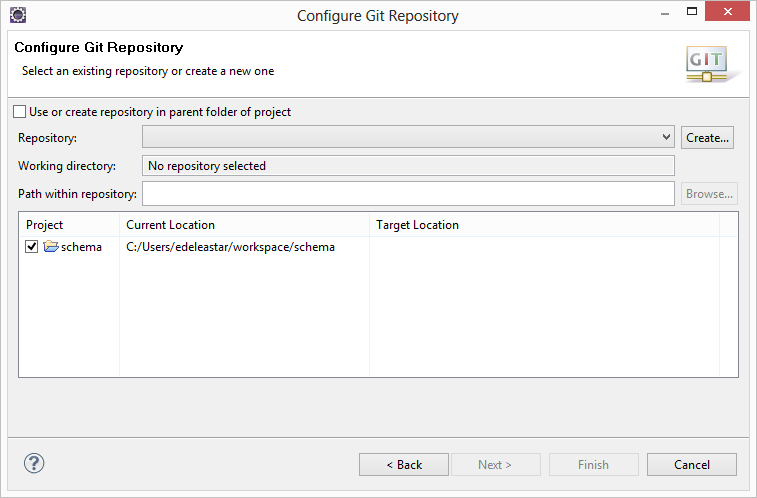 Configure Git Repository
Configure Git Repository
Select an existing repository or create a new one
GIT
Use or create repository in parent folder of project
Repository:
Create...
Working directory:
No repository selected
Path within repository:
Browse...
Project Current Location Target Location
schema C:/Users/edeleastar/workspace/schema
?
< Back Next > Finish Cancel